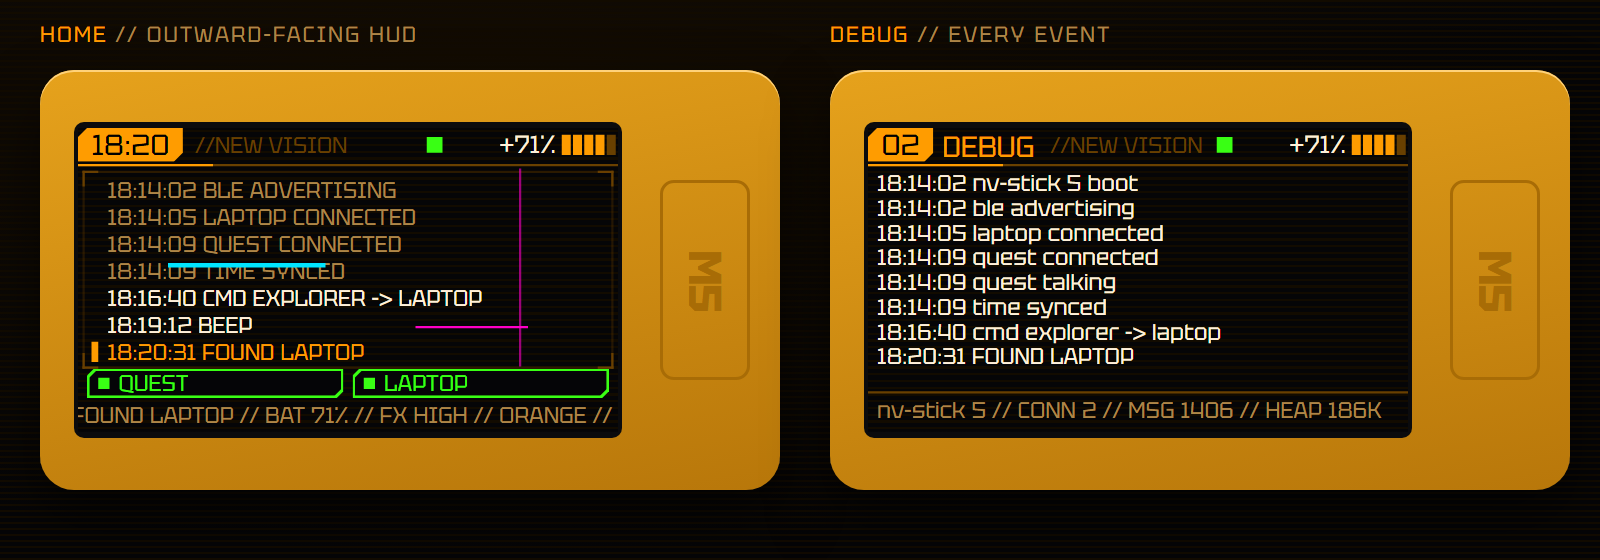 HOME // OUTWARD-FACING HUD
18:20 //NEW VISION +71%
18:14:02 BLE ADVERTISING
18:14:05 LAPTOP CONNECTED
18:14:09 QUEST CONNECTED
18:14:09 TIME SYNCED
18:16:40 CMD EXPLORER -> LAPTOP
18:19:12 BEEP
18:20:31 FOUND LAPTOP
QUEST LAPTOP
FOUND LAPTOP // BAT 71% // FX HIGH // ORANGE //
M5
DEBUG // EVERY EVENT
02 DEBUG //NEW VISION +71%
18:14:02 nv-stick 5 boot
18:14:02 ble advertising
18:14:05 laptop connected
18:14:09 quest connected
18:14:09 quest talking
18:14:09 time synced
18:16:40 cmd explorer -> laptop
18:20:31 FOUND LAPTOP
nv-stick 5 // CONN 2 // MSG 1406 // HEAP 186K
M5